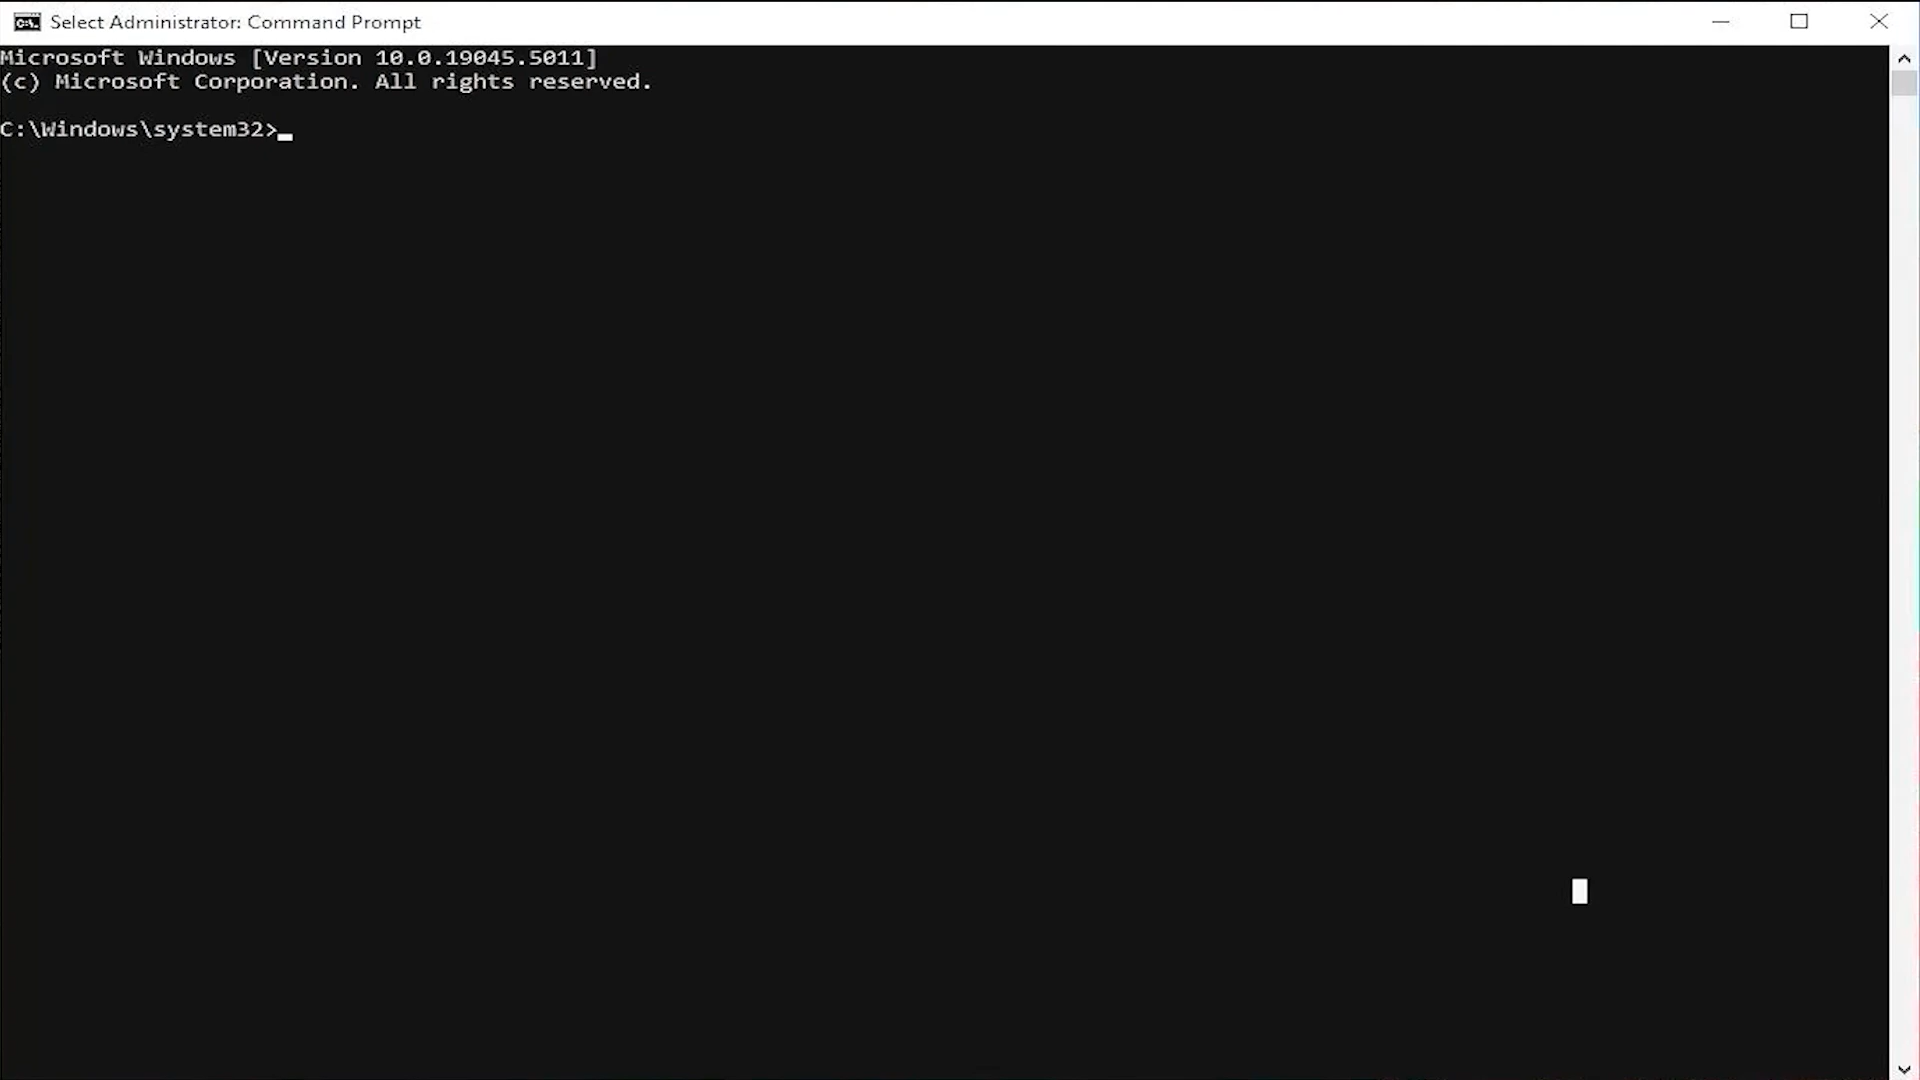 Select Administrator: Command Prompt
Microsoft Windows [Version 10.0.19045.5011]
(c) Microsoft Corporation. All rights reserved.
C:\Windows\system32>